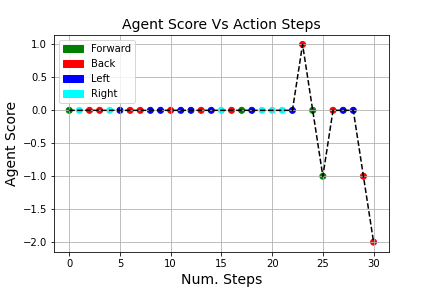 Agent Score Vs Action Steps
Forward
Back
Left
Right
1.0
0.5
0.0
−0.5
−1.0
−1.5
−2.0
Agent Score
0 5 10 15 20 25 30
Num. Steps